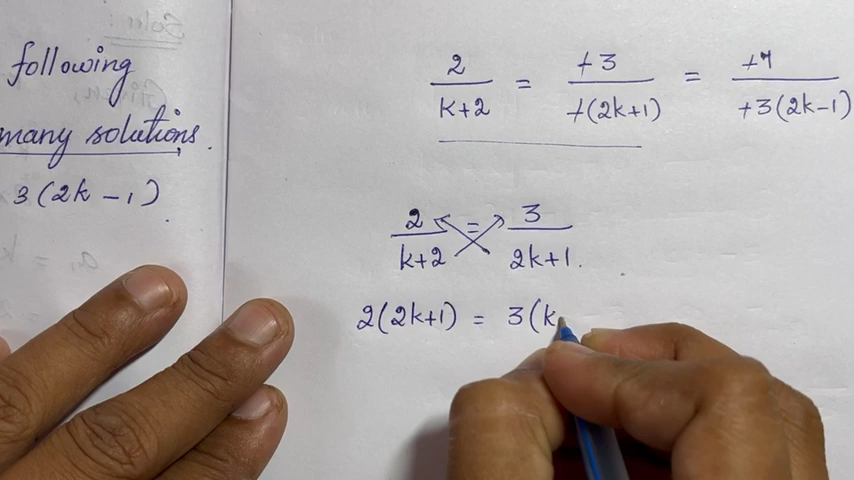 following
many solutions.
3(2k-1)
2/(k+2) = +3/+(2k+1) = +7/+3(2k-1)
2/(k+2) = 3/(2k+1).
2(2k+1) = 3(k